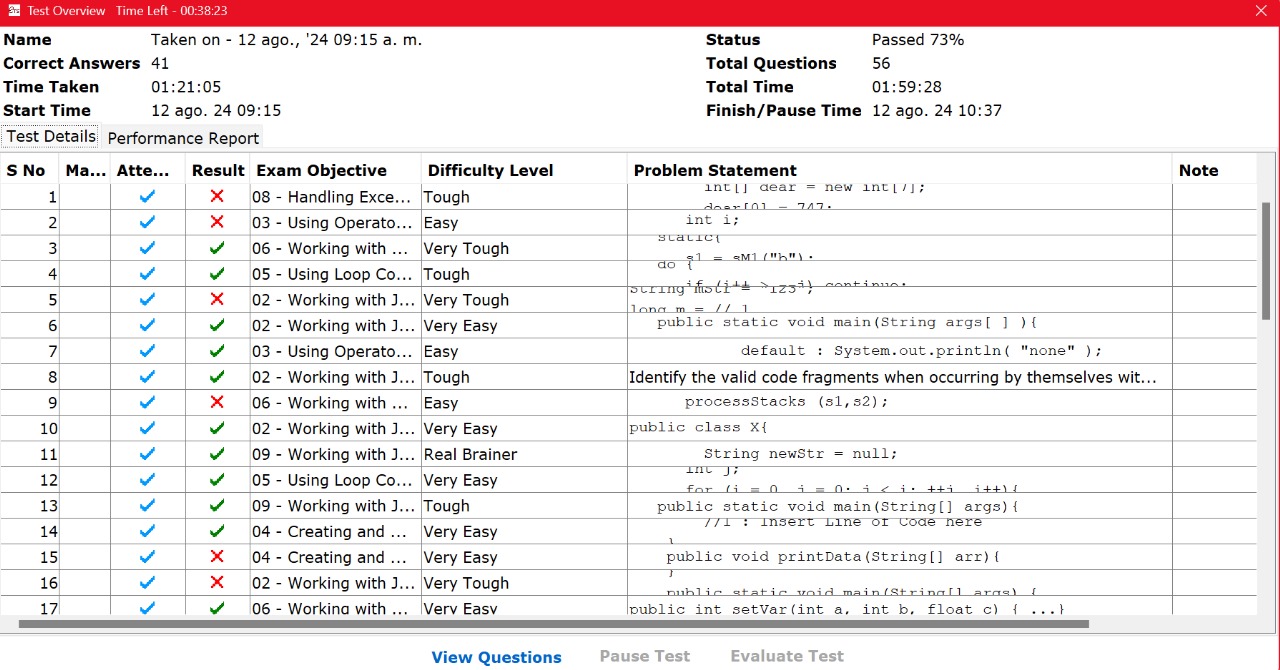 Test Overview Time Left - 00:38:23
Name Taken on - 12 ago., '24 09:15 a. m. Status Passed 73%
Correct Answers 41 Total Questions 56
Time Taken 01:21:05 Total Time 01:59:28
Start Time 12 ago. 24 09:15 Finish/Pause Time 12 ago. 24 10:37
Test Details Performance Report
S No Ma... Atte... Result Exam Objective Difficulty Level Problem Statement Note
int[] dear = new int[7];
1 08 - Handling Exce... Tough
dear[0] = 747;
2 03 - Using Operato... Easy int i;
static{
3 06 - Working with ... Very Tough
s1 = sM1("b");
4 05 - Using Loop Co... Tough do {
if (i++ > j) continue;
5 02 - Working with J... Very Tough String mStr = "123";
long m = // 1
6 02 - Working with J... Very Easy public static void main(String args[ ] ){
7 03 - Using Operato... Easy default : System.out.println( "none" );
8 02 - Working with J... Tough Identify the valid code fragments when occurring by themselves wit...
9 06 - Working with ... Easy processStacks (s1,s2);
10 02 - Working with J... Very Easy public class X{
11 09 - Working with J... Real Brainer String newStr = null;
int j;
12 05 - Using Loop Co... Very Easy
for (i = 0, j = 0; j < i; ++j, i++){
13 09 - Working with J... Tough public static void main(String[] args){
14 04 - Creating and ... Very Easy //1 : Insert Line of Code here
}
15 04 - Creating and ... Very Easy public void printData(String[] arr){
}
16 02 - Working with J... Very Tough
public static void main(String[] args) {
17 06 - Working with ... Very Easy public int setVar(int a, int b, float c) { ...}
View Questions Pause Test Evaluate Test